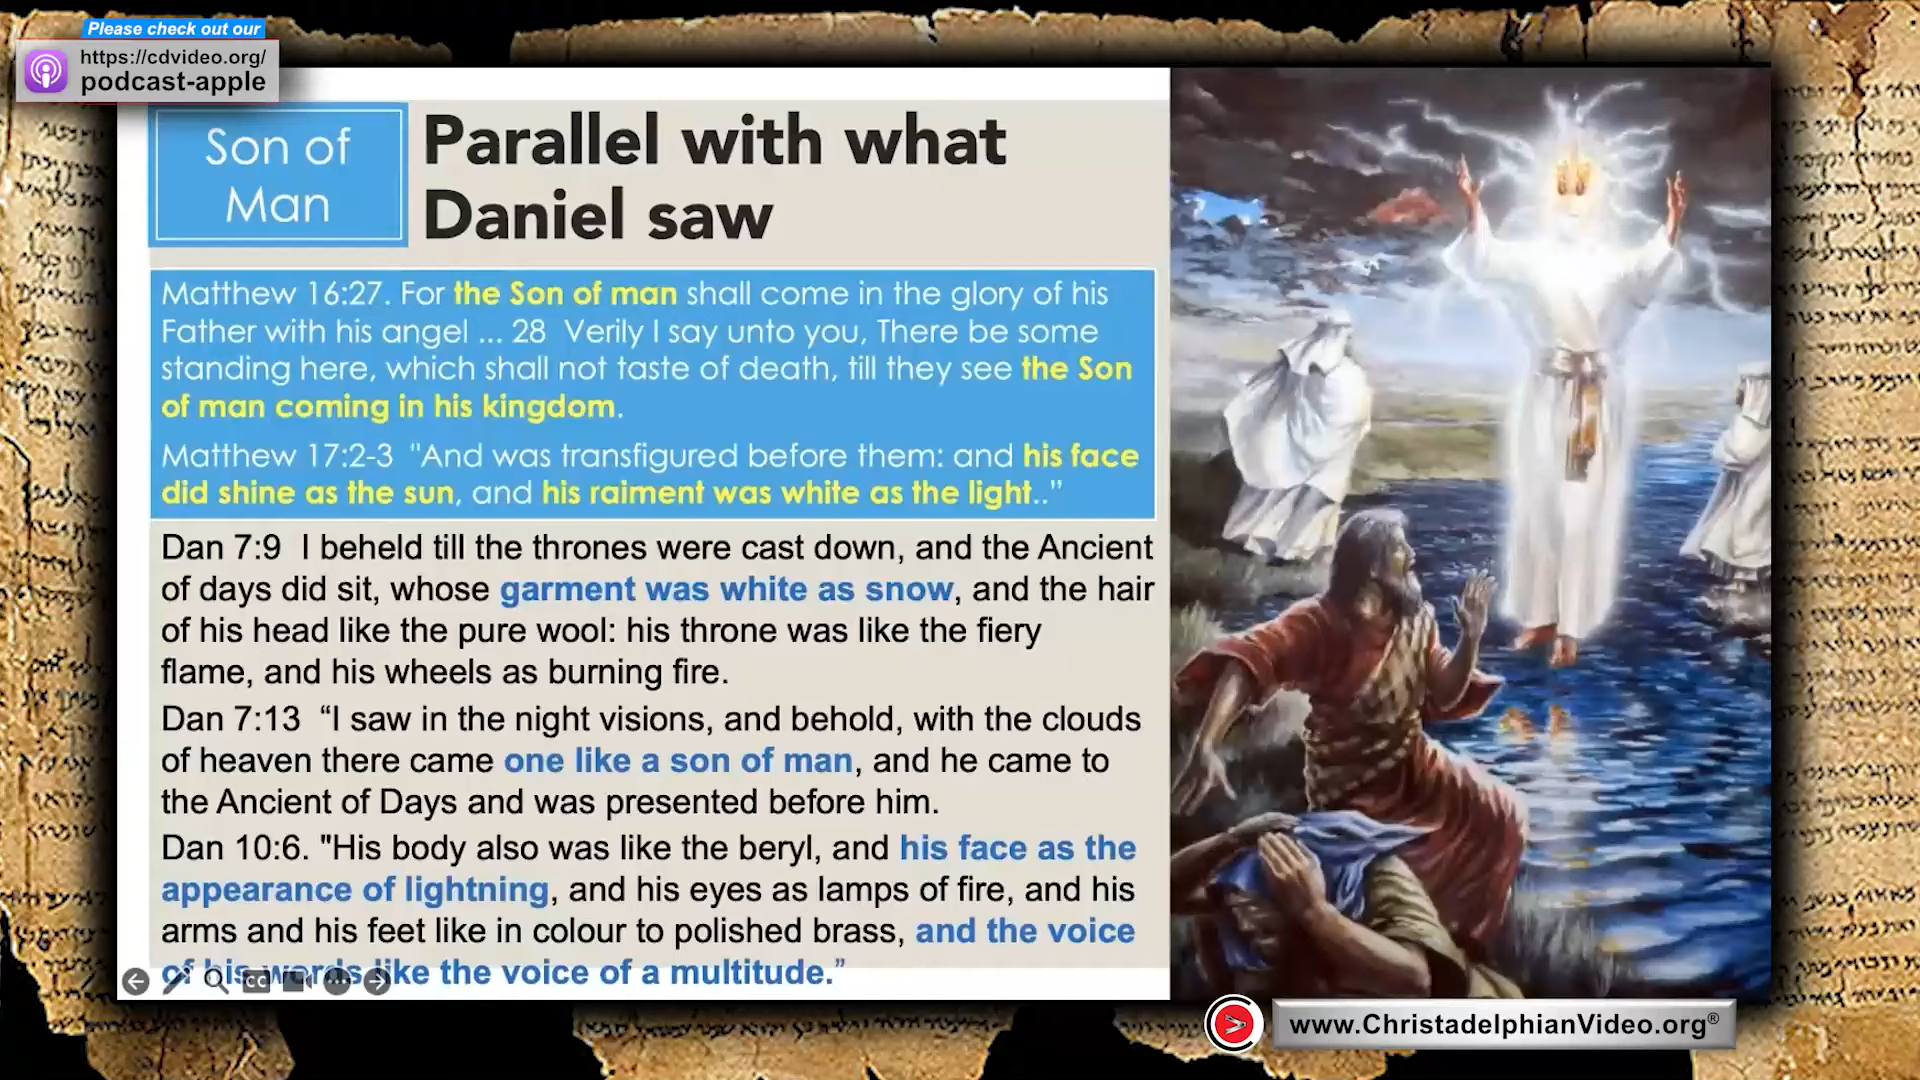 Please check out our
https://cdvideo.org/
podcast-apple
Son of
Man
Parallel with what
Daniel saw
Matthew 16:27. For the Son of man shall come in the glory of his
Father with his angel ... 28  Verily I say unto you, There be some
standing here, which shall not taste of death, till they see the Son
of man coming in his kingdom.
Matthew 17:2-3  "And was transfigured before them: and his face
did shine as the sun, and his raiment was white as the light.."
Dan 7:9  I beheld till the thrones were cast down, and the Ancient
of days did sit, whose garment was white as snow, and the hair
of his head like the pure wool: his throne was like the fiery
flame, and his wheels as burning fire.
Dan 7:13  “I saw in the night visions, and behold, with the clouds
of heaven there came one like a son of man, and he came to
the Ancient of Days and was presented before him.
Dan 10:6. "His body also was like the beryl, and his face as the
appearance of lightning, and his eyes as lamps of fire, and his
arms and his feet like in colour to polished brass, and the voice
of his words like the voice of a multitude.”
CC
www.ChristadelphianVideo.org®